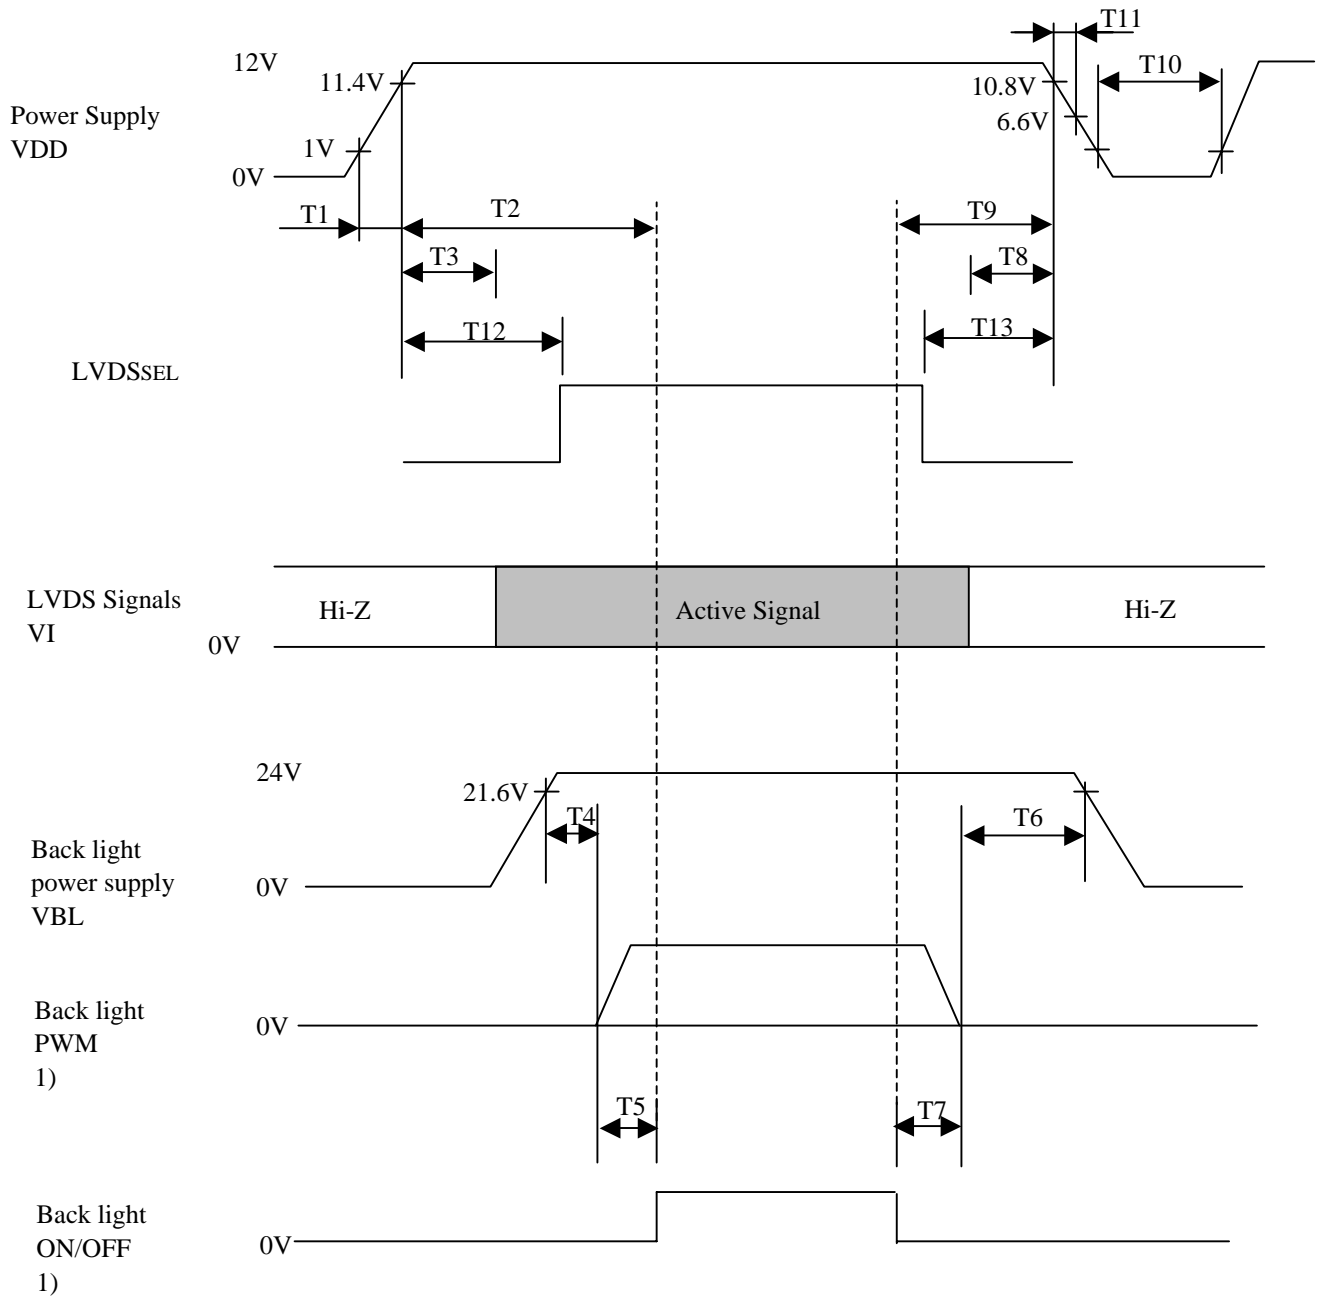 T11
12V
T10
11.4V
10.8V
Power Supply
VDD
6.6V
1V
0V
T1
T2
T9
T3
T8
T12
T13
LVDSSEL
LVDS Signals
VI
Hi-Z
Active Signal
Hi-Z
0V
24V
21.6V
T4
T6
Back light
power supply
VBL
0V
Back light
PWM
1)
0V
T5
T7
Back light
ON/OFF
1)
0V